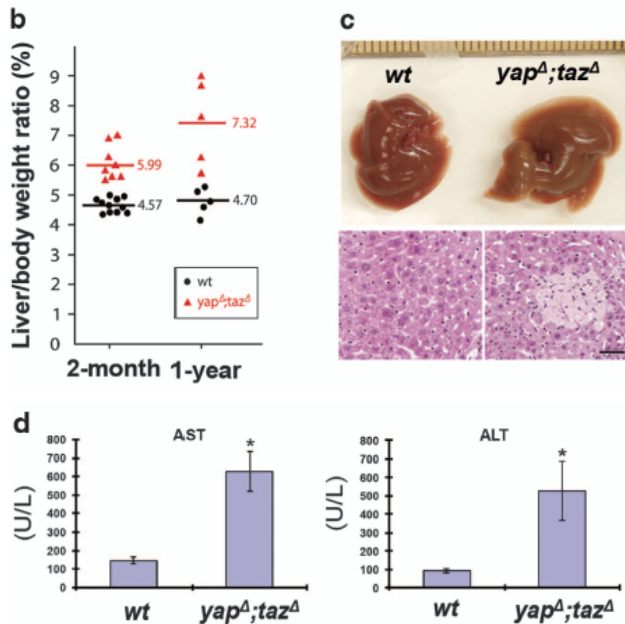 b
Liver/body weight ratio (%)
9
8
7
6
5
4
3
2
1
0
5.99
4.57
7.32
4.70
wt
yapΔ;tazΔ
2-month 1-year
c
wt yapΔ;tazΔ
d
AST
(U/L)
800
700
600
500
400
300
200
100
0
*
wt yapΔ;tazΔ
ALT
(U/L)
800
700
600
500
400
300
200
100
0
*
wt yapΔ;tazΔ